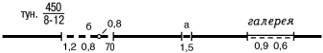 тун. 450/8-12
б 0,8 а галерея
1,2 0,8 70 1,5 0,9 0,6